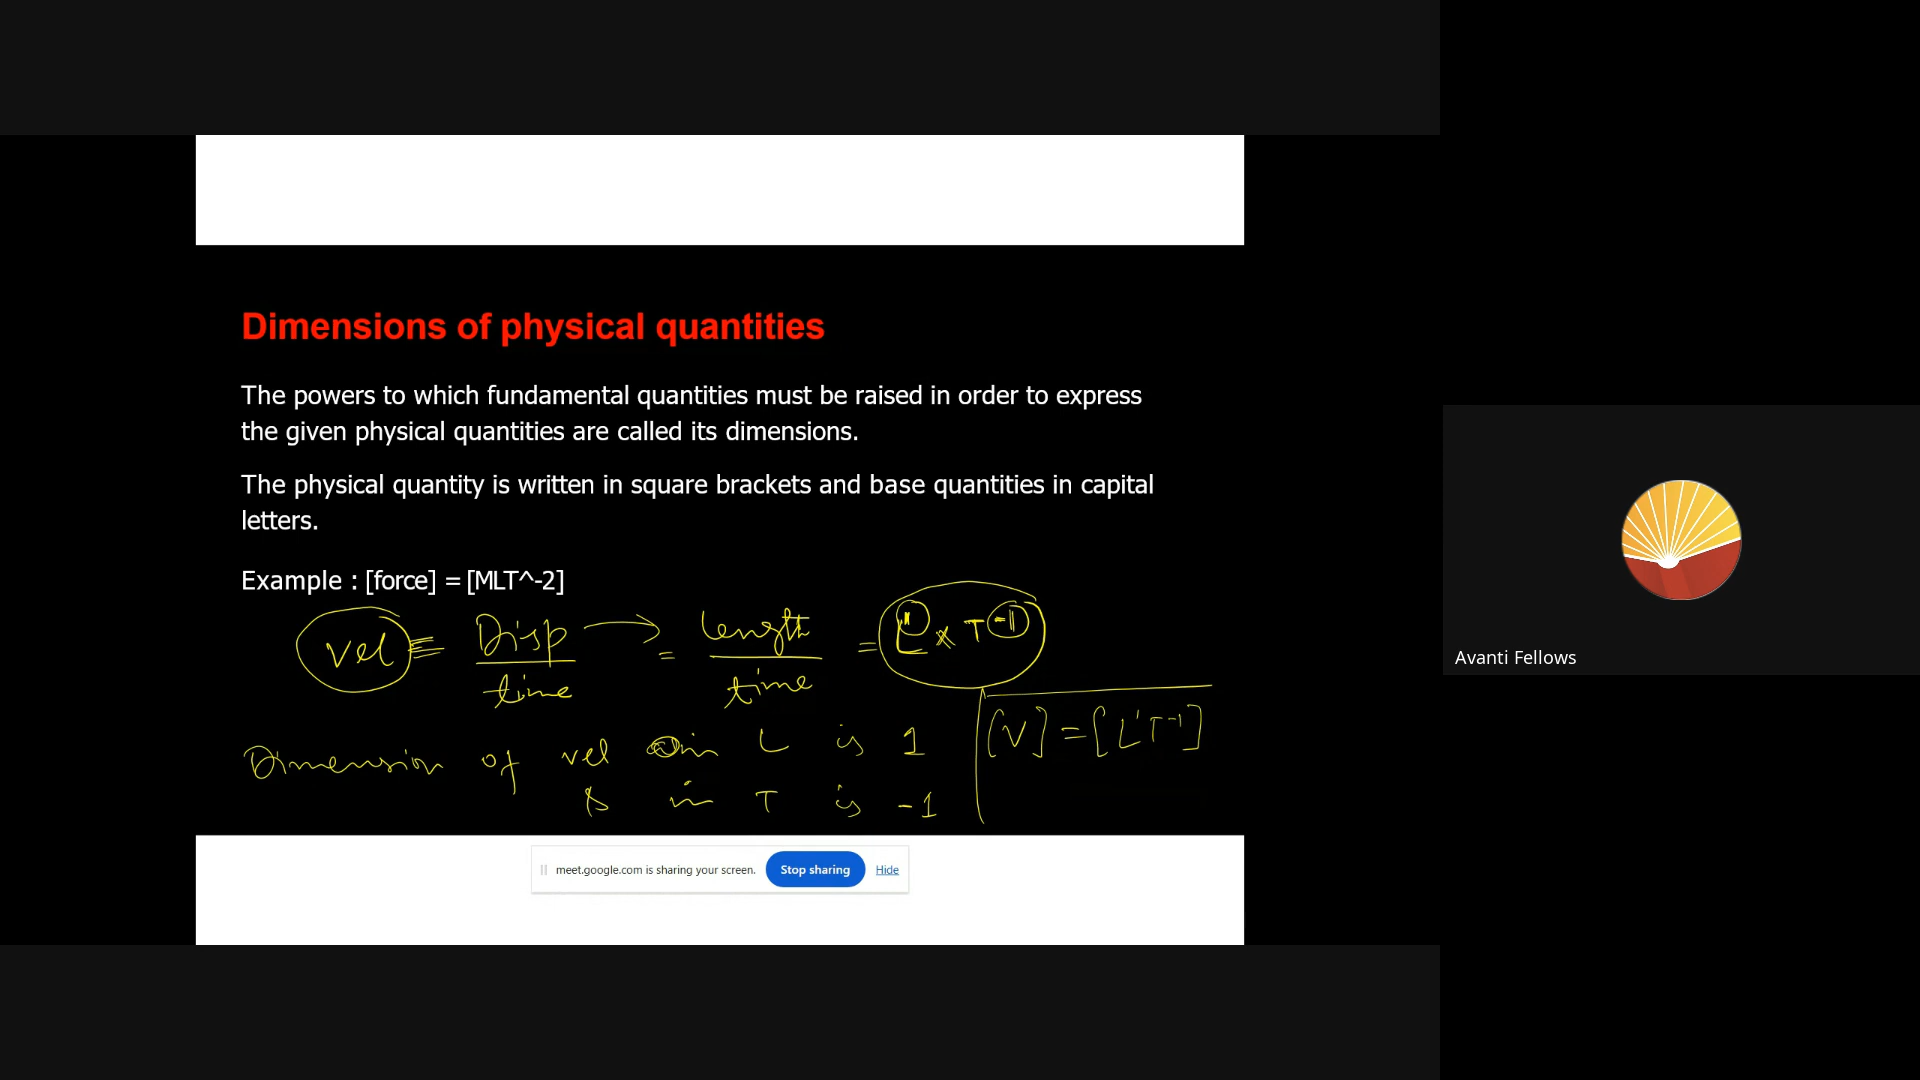 Dimensions of physical quantities
The powers to which fundamental quantities must be raised in order to express
the given physical quantities are called its dimensions.
The physical quantity is written in square brackets and base quantities in capital
letters.
Example : [force] = [MLT^-2]
vel = Disp/time = length/time = L¹ × T⁻¹
Dimension of vel in L is 1
in T is -1
[V] = [L¹T⁻¹]
meet.google.com is sharing your screen. Stop sharing Hide
Avanti Fellows